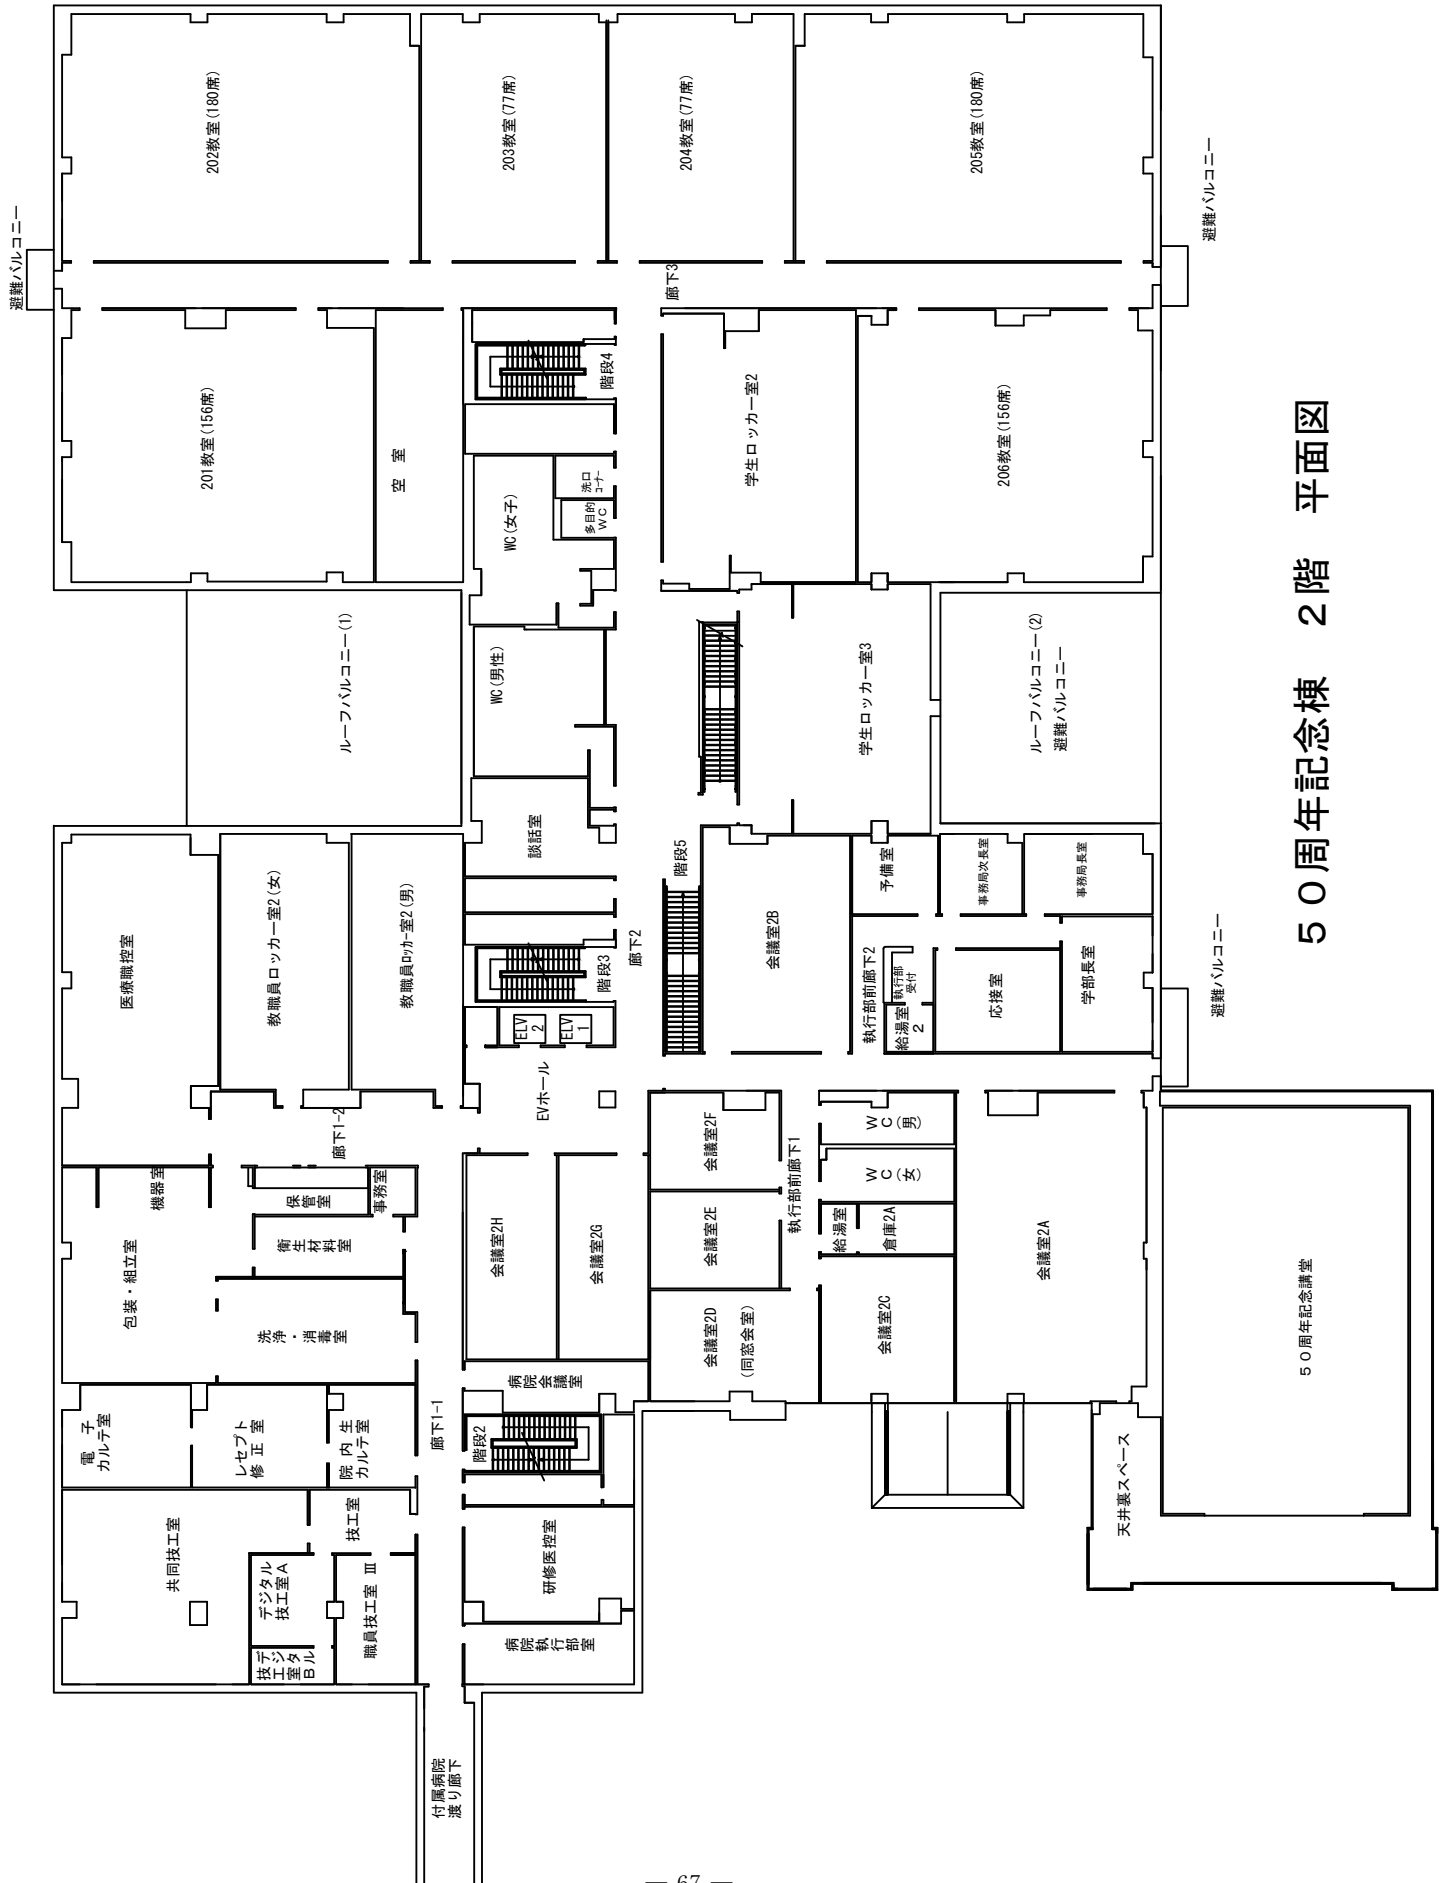 ５０周年記念棟　２階　平面図
避難バルコニー
202教室(180席)
203教室(77席)
204教室(77席)
205教室(180席)
避難バルコニー
廊下3
201教室(156席)
空　室
階段4
学生ロッカー室2
206教室(156席)
WC(女子)
洗口
コーナー
多目的
ＷＣ
ルーフバルコニー(1)
WC(男性)
学生ロッカー室3
ルーフバルコニー(2)
避難バルコニー
談話室
階段5
予備室
事務局次長室
事務局長室
医療職控室
教職員ロッカー室2(女)
教職員ﾛｯｶｰ室2(男)
階段3
廊下2
会議室2B
執行部前廊下2
執行部
受付
給湯室
２
応接室
学部長室
避難バルコニー
ELV
2
ELV
1
EVホール
廊下1-2
機器室
保管室
事務室
衛生材料室
包装・組立室
洗浄・消毒室
会議室2H
会議室2G
会議室2F
会議室2E
会議室2D
(同窓会室)
執行部前廊下1
ＷＣ(男)
ＷＣ(女)
給湯室
倉庫2A
会議室2C
会議室2A
５０周年記念講堂
病院会議室
電　子
カルテ室
レセプト
修正室
院内生
カルテ室
廊下1-1
階段2
天井裏スペース
共同技工室
技工室
デジタル
技工室Ａ
職員技工室 Ⅲ
デジタル
技工室Ｂ
研修医控室
病院執行部室
付属病院
渡り廊下
― 67 ―